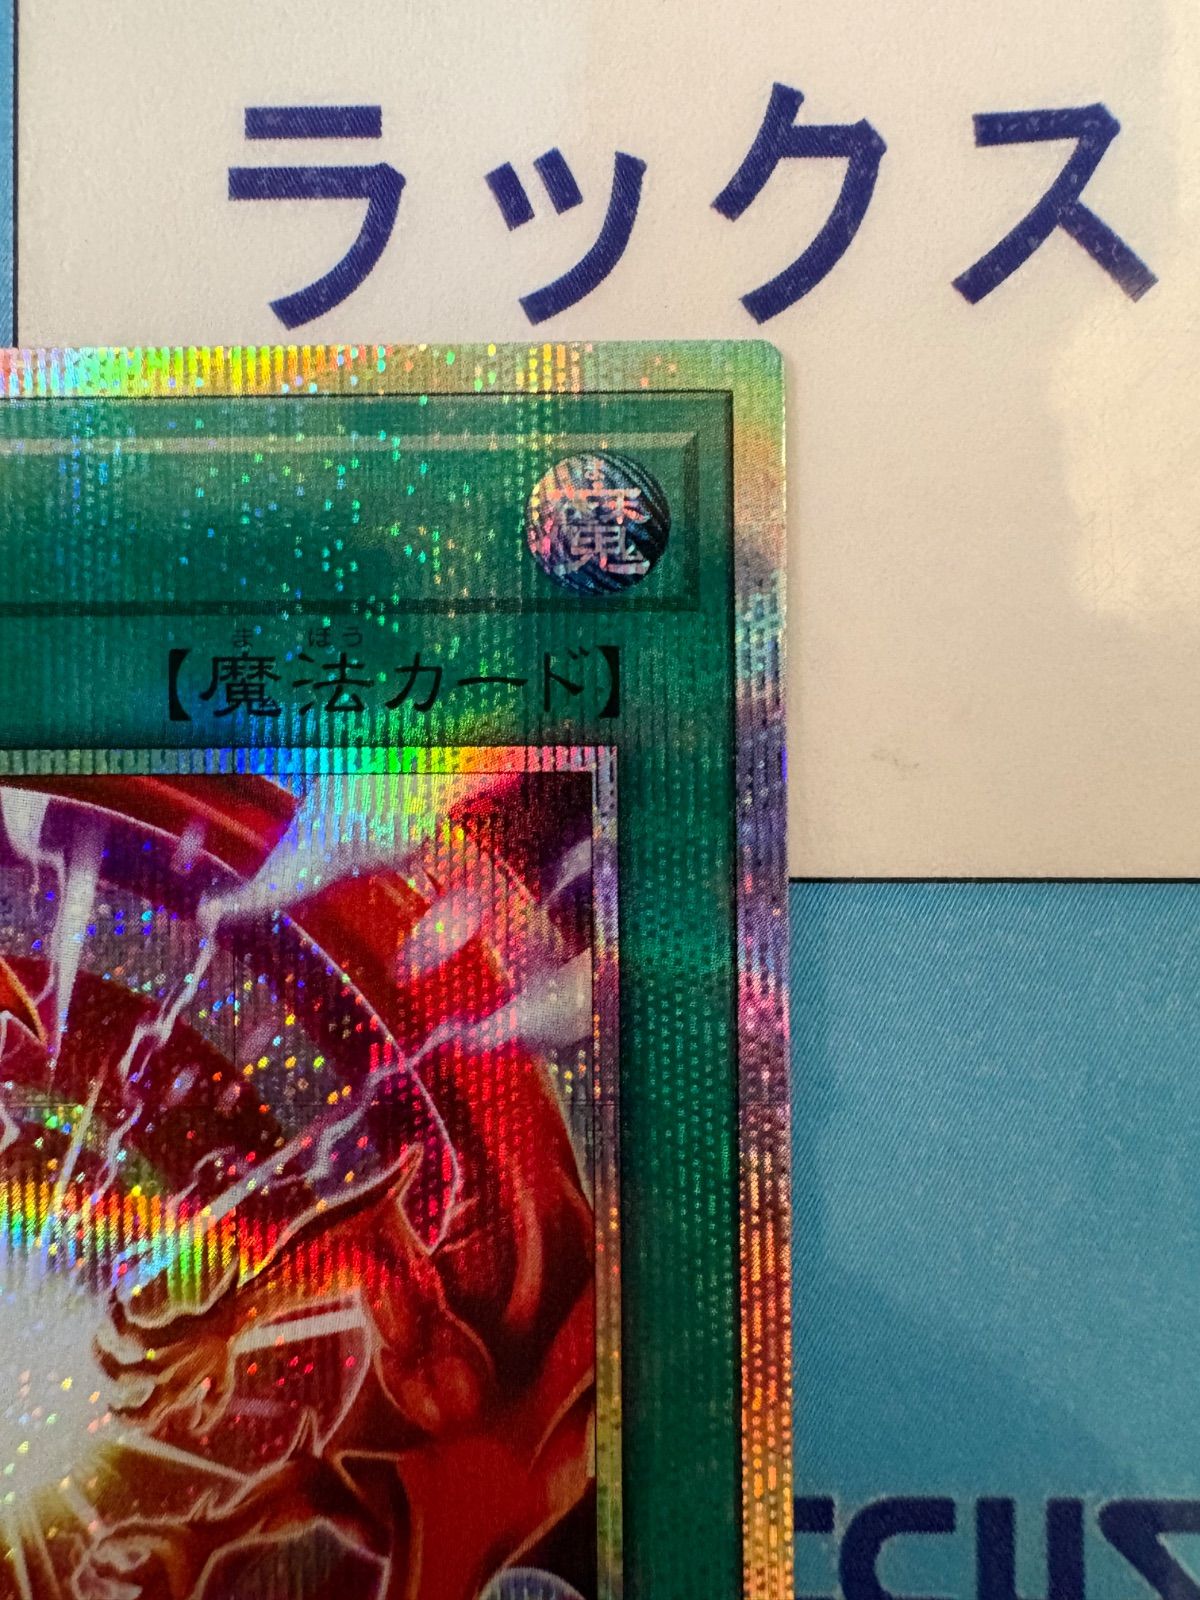 ラックス
魔
まほう
【魔法カード】